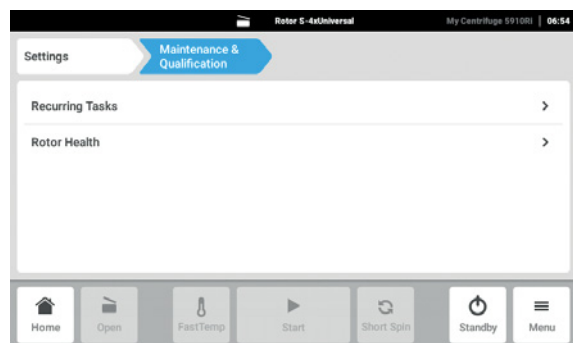 Rotor S-4xUniversal
My Centrifuge 5910Ri | 06:54
Settings
Maintenance &
Qualification
Recurring Tasks
Rotor Health
Home
Open
FastTemp
Start
Short Spin
Standby
Menu